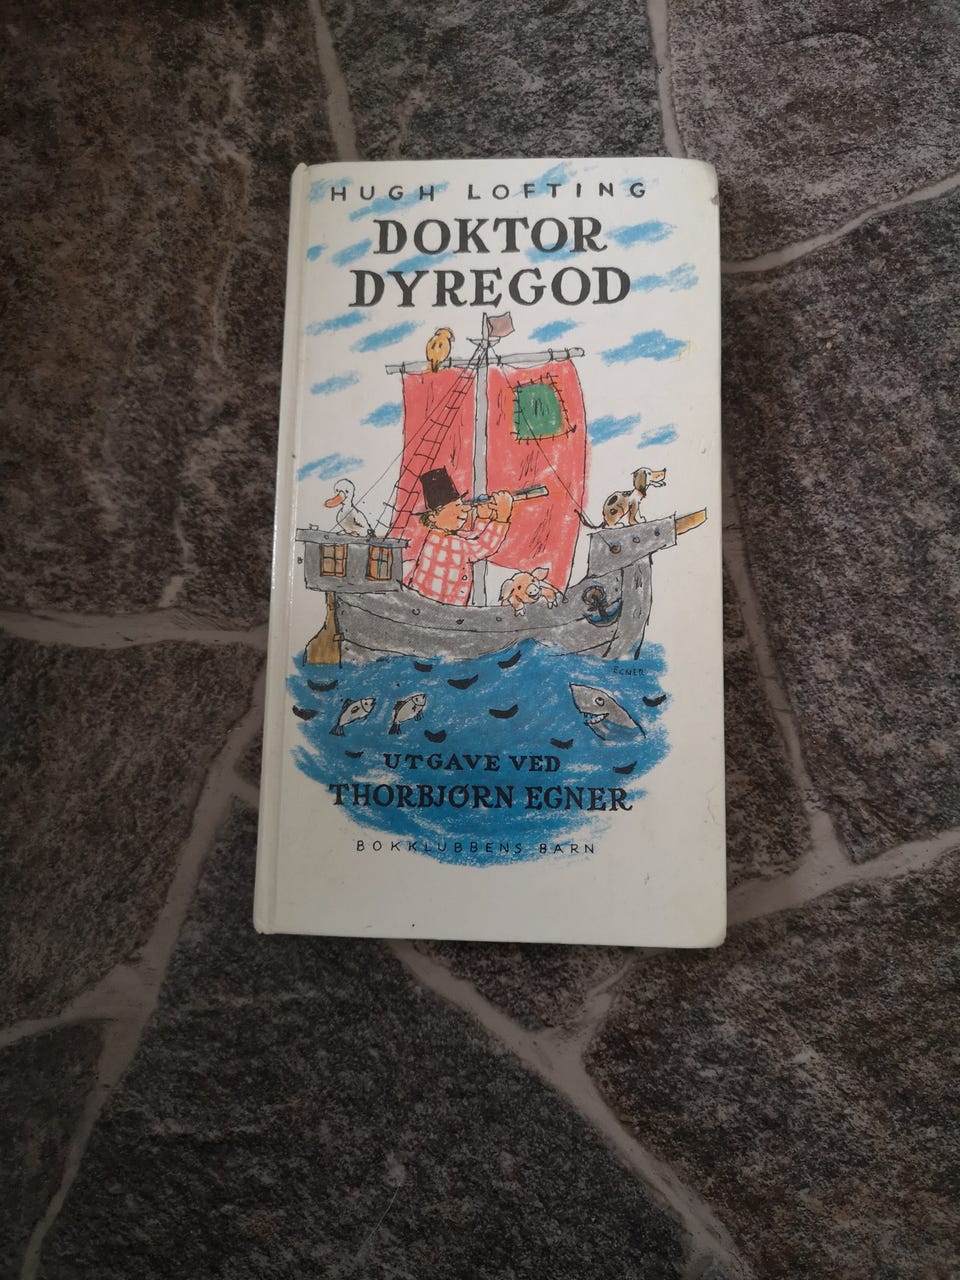 HUGH LOFTING
DOKTOR
DYREGOD
EGNER
UTGAVE VED
THORBJØRN EGNER
BOKKLUBBENS BARN